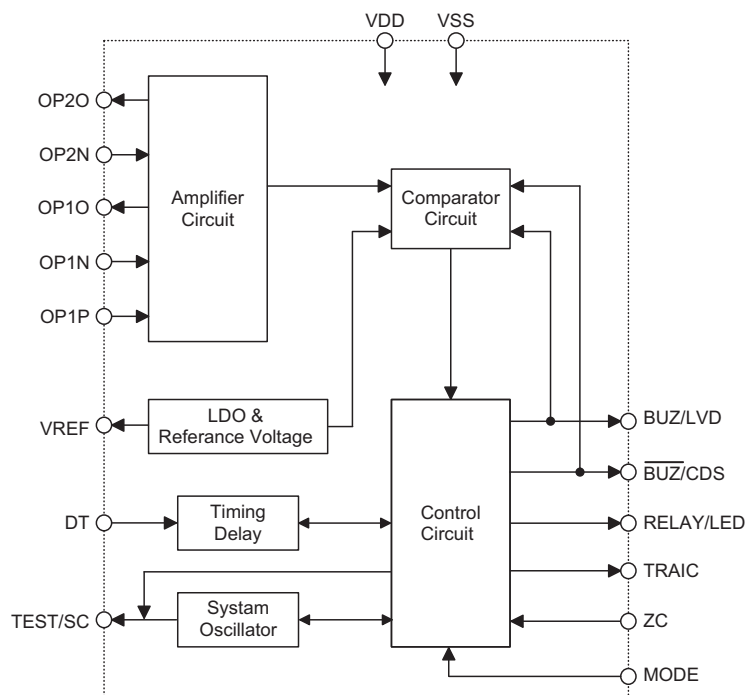 VDD VSS
OP2O
OP2N
OP1O
OP1N
OP1P
Amplifier
Circuit
Comparator
Circuit
VREF
LDO &
Referance Voltage
DT
Timing
Delay
TEST/SC
Systam
Oscillator
Control
Circuit
BUZ/LVD
B̅U̅Z̅/CDS
RELAY/LED
TRAIC
ZC
MODE